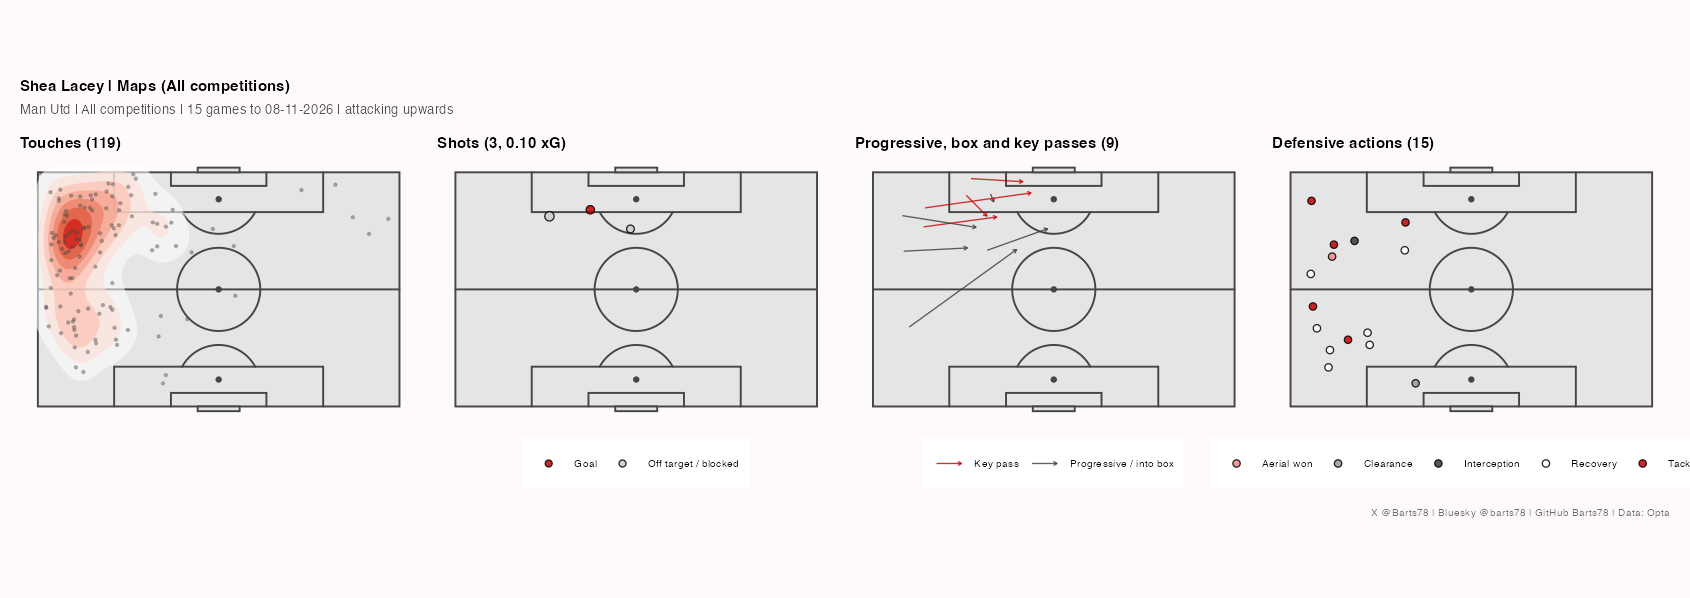 Shea Lacey | Maps (All competitions)
Man Utd | All competitions | 15 games to 08-11-2026 | attacking upwards
Touches (119)
Shots (3, 0.10 xG)
Progressive, box and key passes (9)
Defensive actions (15)
Goal
Off target / blocked
Key pass
Progressive / into box
Aerial won
Clearance
Interception
Recovery
Tack
X @Barts78 | Bluesky @barts78 | GitHub Barts78 | Data: Opta